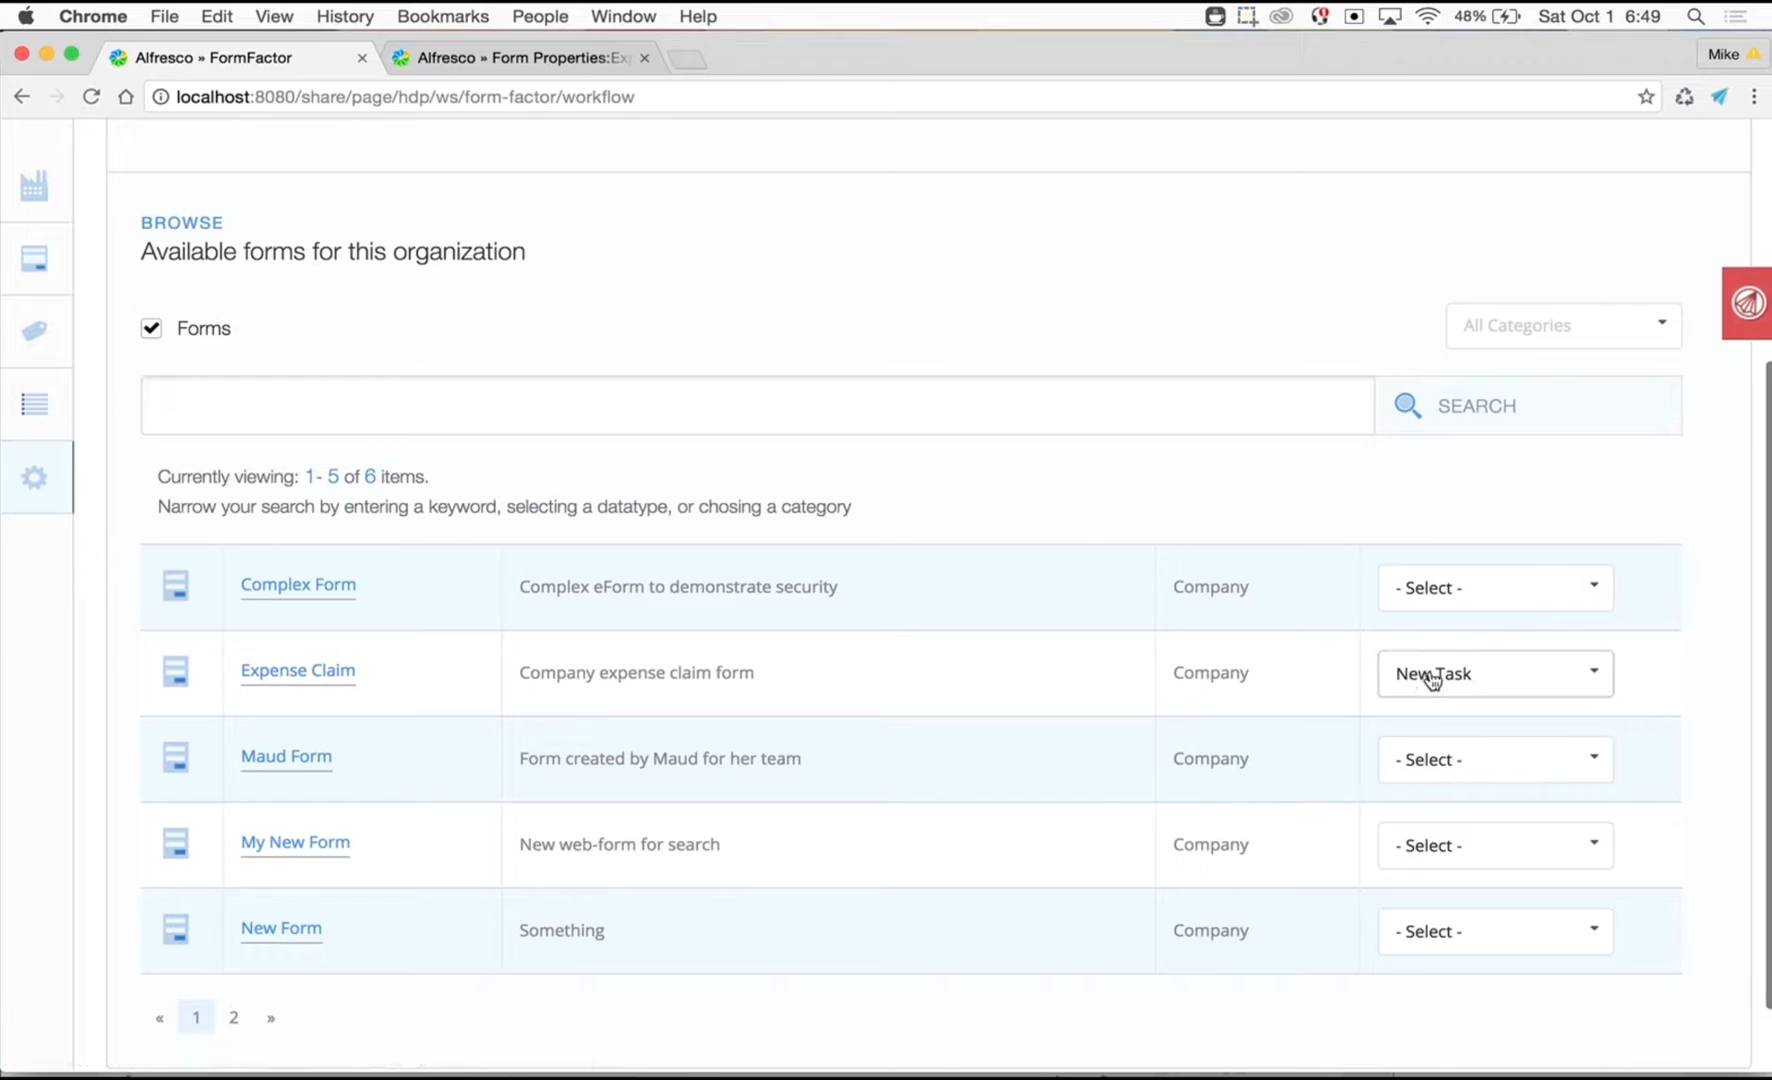 Chrome File Edit View History Bookmarks People Window Help 48% Sat Oct 1 6:49
Alfresco » FormFactor Alfresco » Form Properties:Ex Mike
localhost:8080/share/page/hdp/ws/form-factor/workflow
BROWSE
Available forms for this organization
Forms All Categories
SEARCH
Currently viewing: 1- 5 of 6 items.
Narrow your search by entering a keyword, selecting a datatype, or chosing a category
Complex Form Complex eForm to demonstrate security Company - Select -
Expense Claim Company expense claim form Company New Task
Maud Form Form created by Maud for her team Company - Select -
My New Form New web-form for search Company - Select -
New Form Something Company - Select -
« 1 2 »